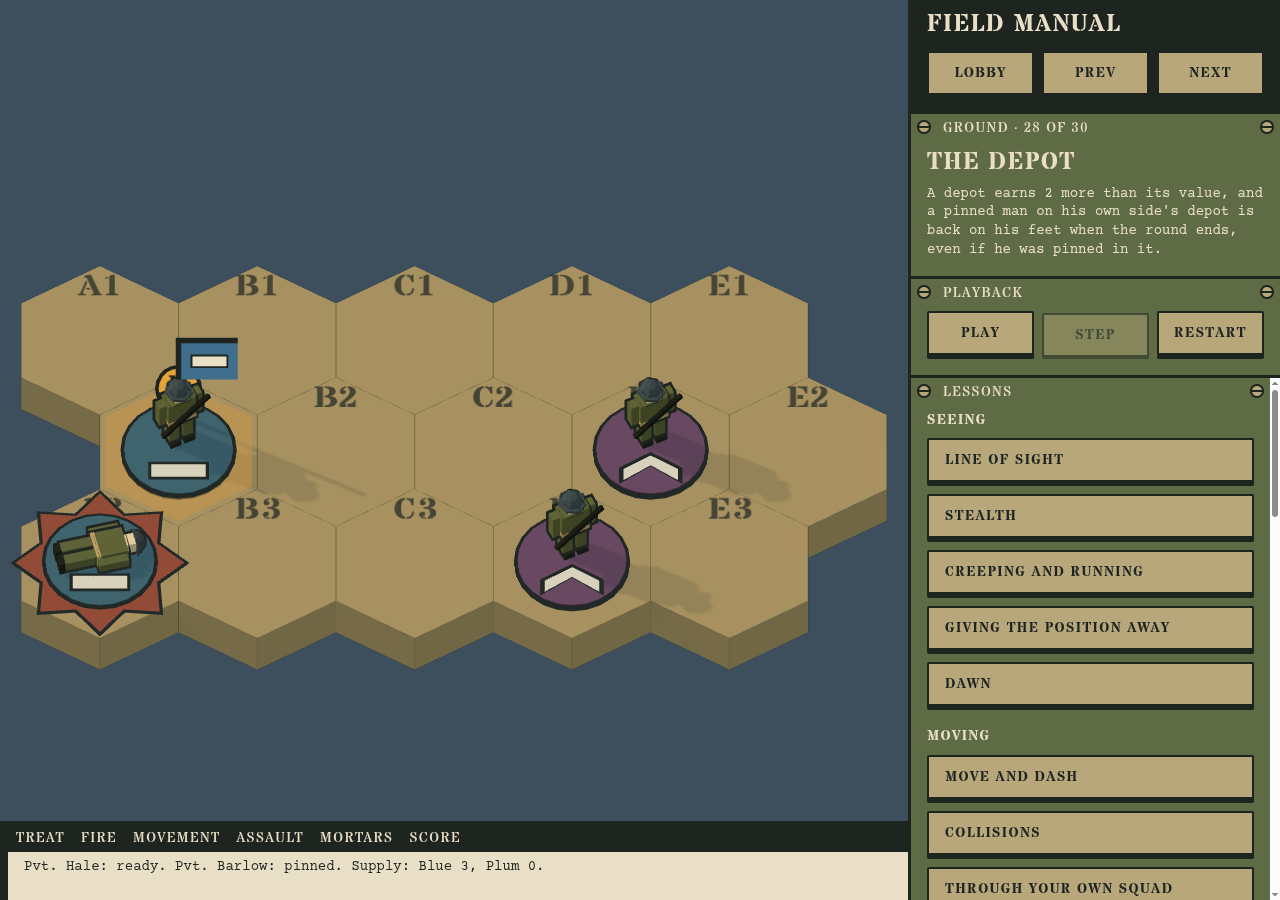 FIELD MANUAL
LOBBY
PREV
NEXT
GROUND · 28 OF 30
THE DEPOT
A depot earns 2 more than its value, and
a pinned man on his own side's depot is
back on his feet when the round ends,
even if he was pinned in it.
PLAYBACK
PLAY
STEP
RESTART
LESSONS
SEEING
LINE OF SIGHT
STEALTH
CREEPING AND RUNNING
GIVING THE POSITION AWAY
DAWN
MOVING
MOVE AND DASH
COLLISIONS
THROUGH YOUR OWN SQUAD
A1
B1
C1
D1
E1
B2
C2
E2
B3
C3
E3
TREAT
FIRE
MOVEMENT
ASSAULT
MORTARS
SCORE
Pvt. Hale: ready. Pvt. Barlow: pinned. Supply: Blue 3, Plum 0.